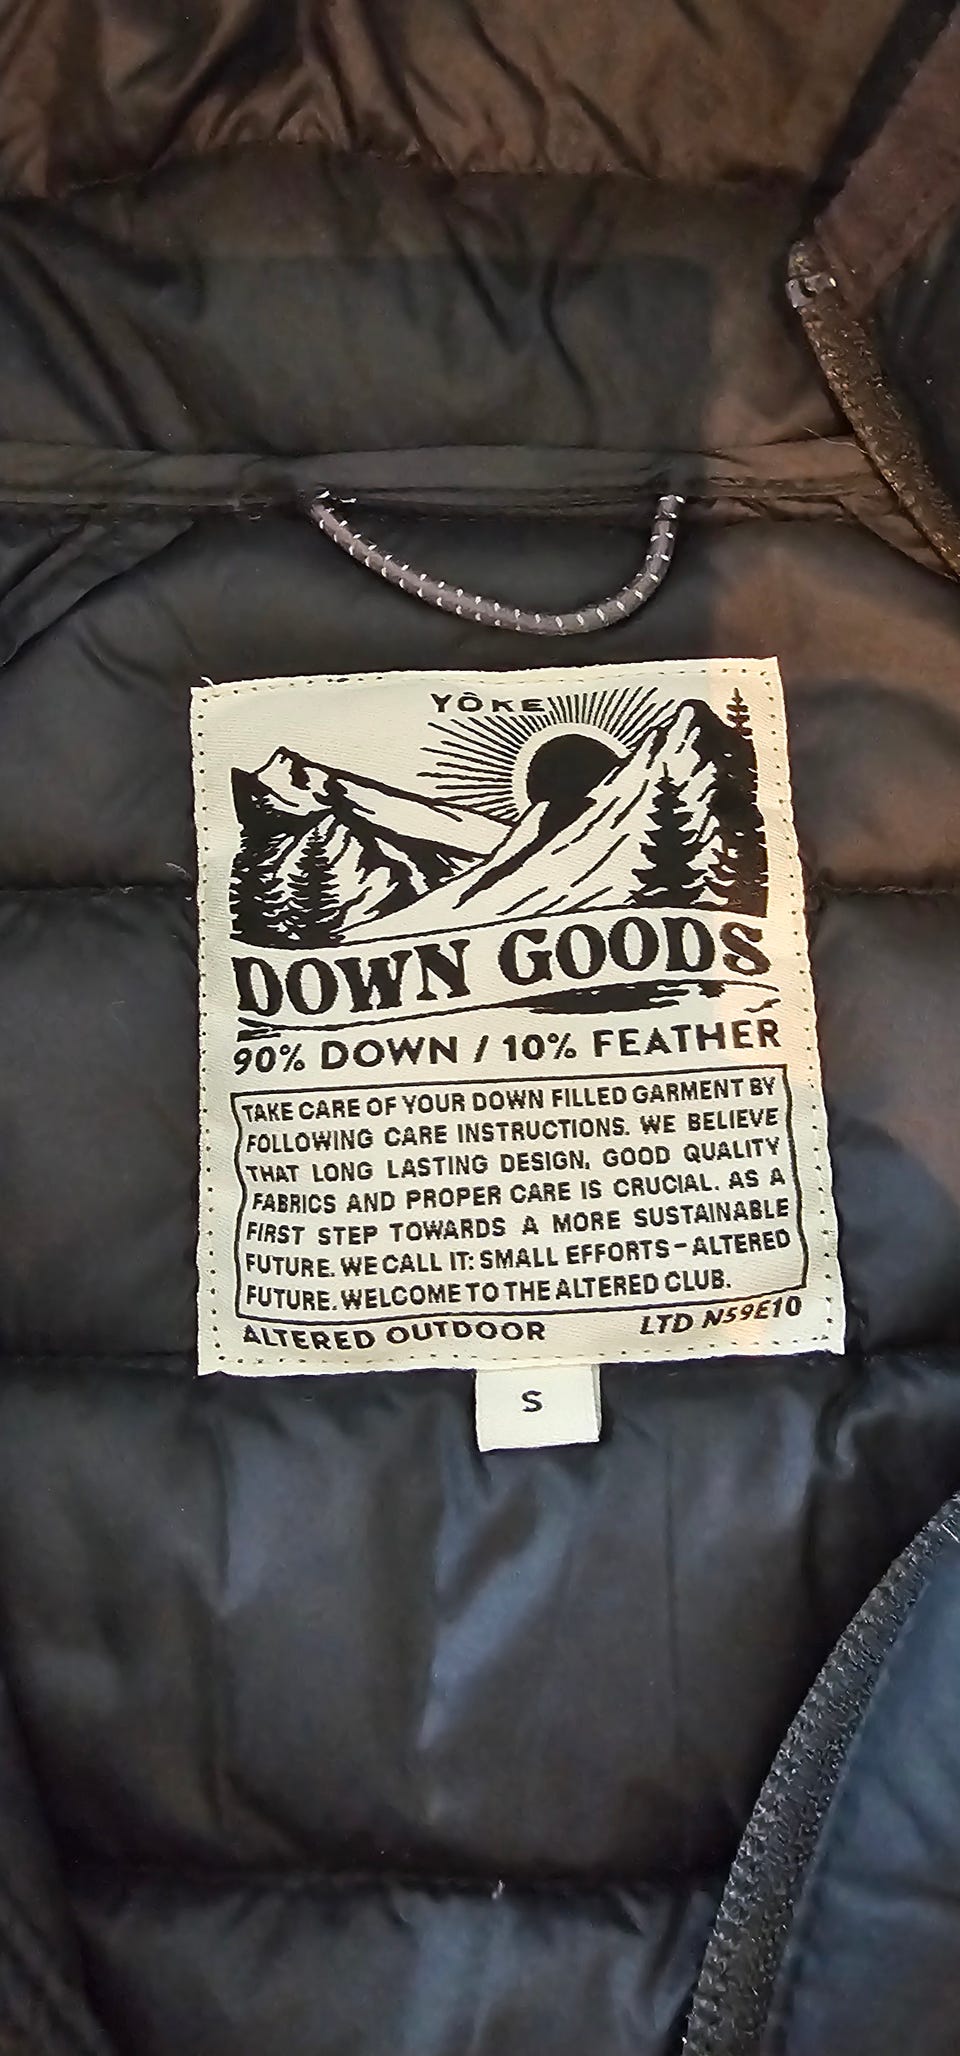 YÔKE
DOWN GOODS
90% DOWN / 10% FEATHER
TAKE CARE OF YOUR DOWN FILLED GARMENT BY
FOLLOWING CARE INSTRUCTIONS. WE BELIEVE
THAT LONG LASTING DESIGN, GOOD QUALITY
FABRICS AND PROPER CARE IS CRUCIAL. AS A
FIRST STEP TOWARDS A MORE SUSTAINABLE
FUTURE. WE CALL IT: SMALL EFFORTS - ALTERED
FUTURE. WELCOME TO THE ALTERED CLUB.
ALTERED OUTDOOR LTD N59E10
S